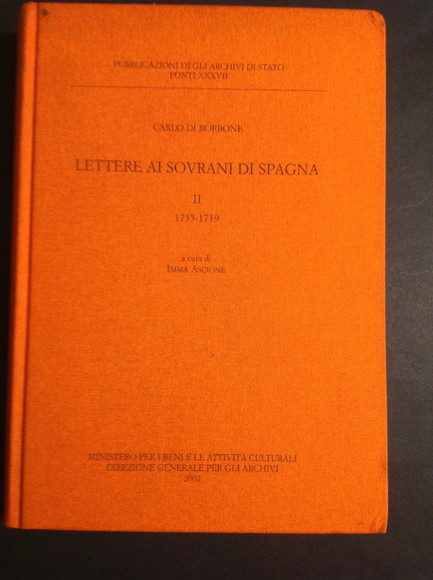 PUBBLICAZIONI DEGLI ARCHIVI DI STATO
FONTI XXXVII
CARLO DI BORBONE
LETTERE AI SOVRANI DI SPAGNA
II
1735-1739
a cura di
IMMA ASCIONE
MINISTERO PER I BENI E LE ATTIVITÀ CULTURALI
DIREZIONE GENERALE PER GLI ARCHIVI
2002